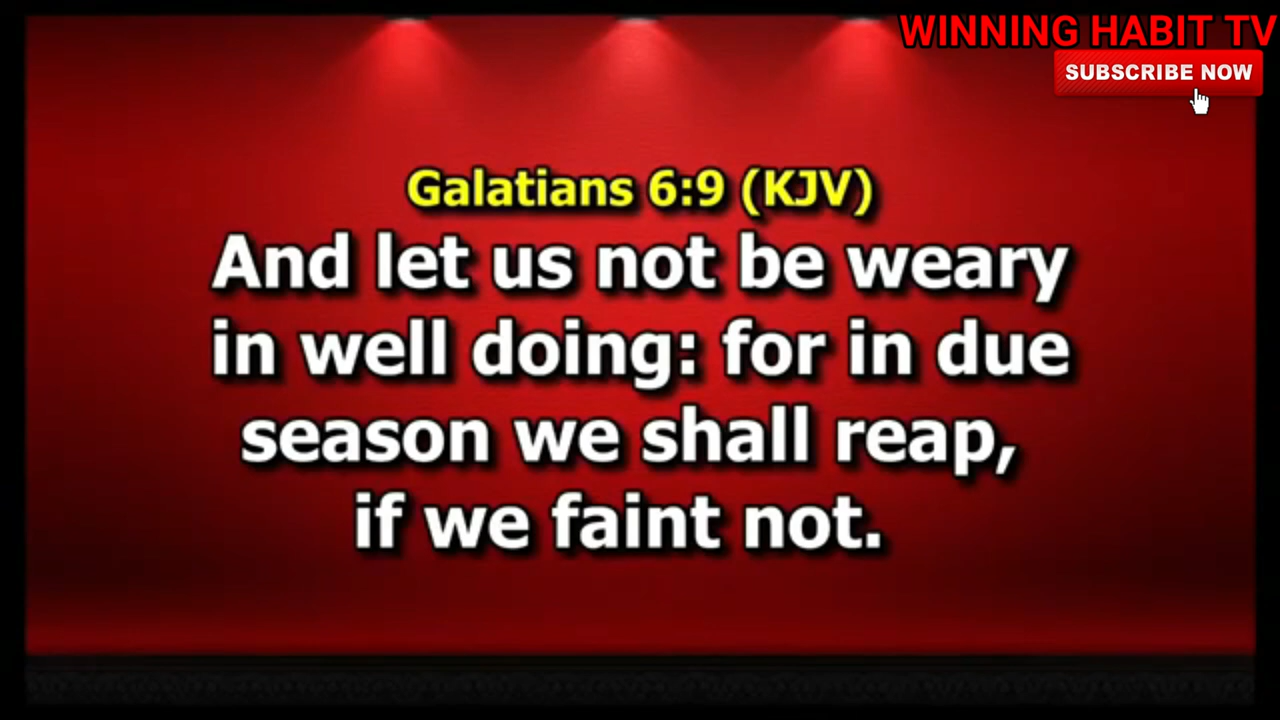 WINNING HABIT TV
SUBSCRIBE NOW
Galatians 6:9 (KJV)
And let us not be weary
in well doing: for in due
season we shall reap,
if we faint not.